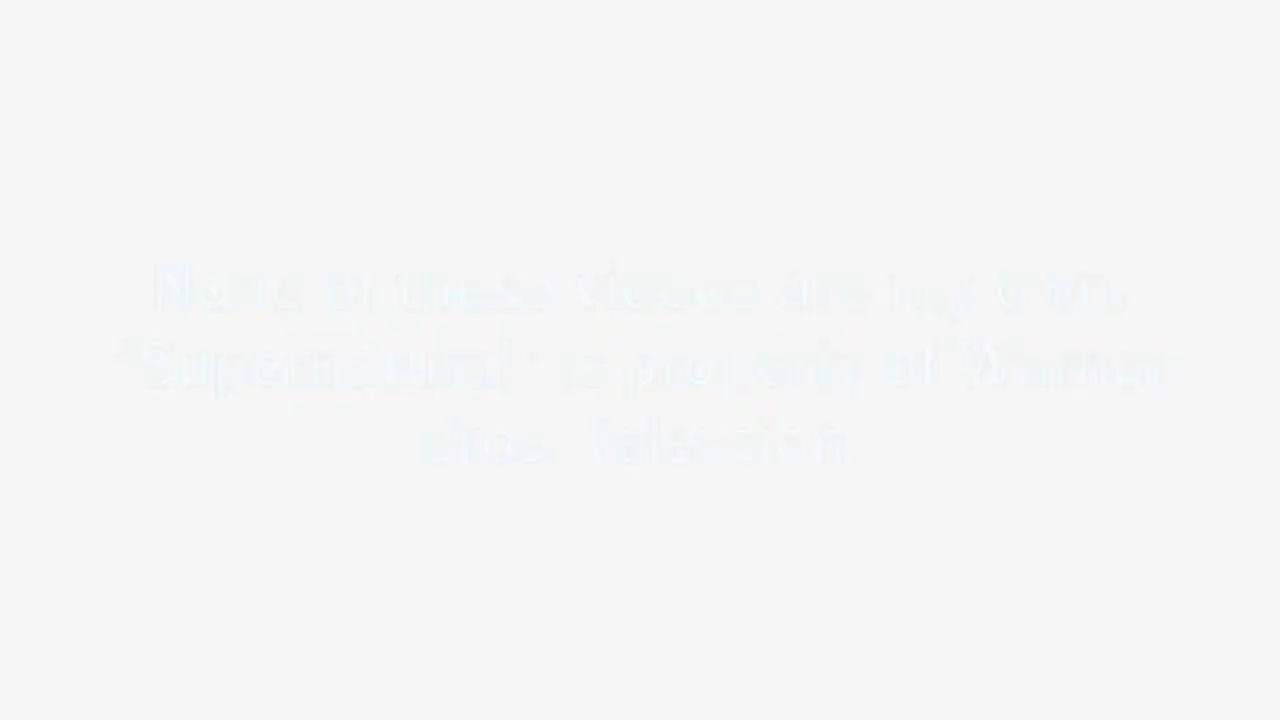 None of these videos are my own.
"Supernatural" is property of Warner
Bros. Television